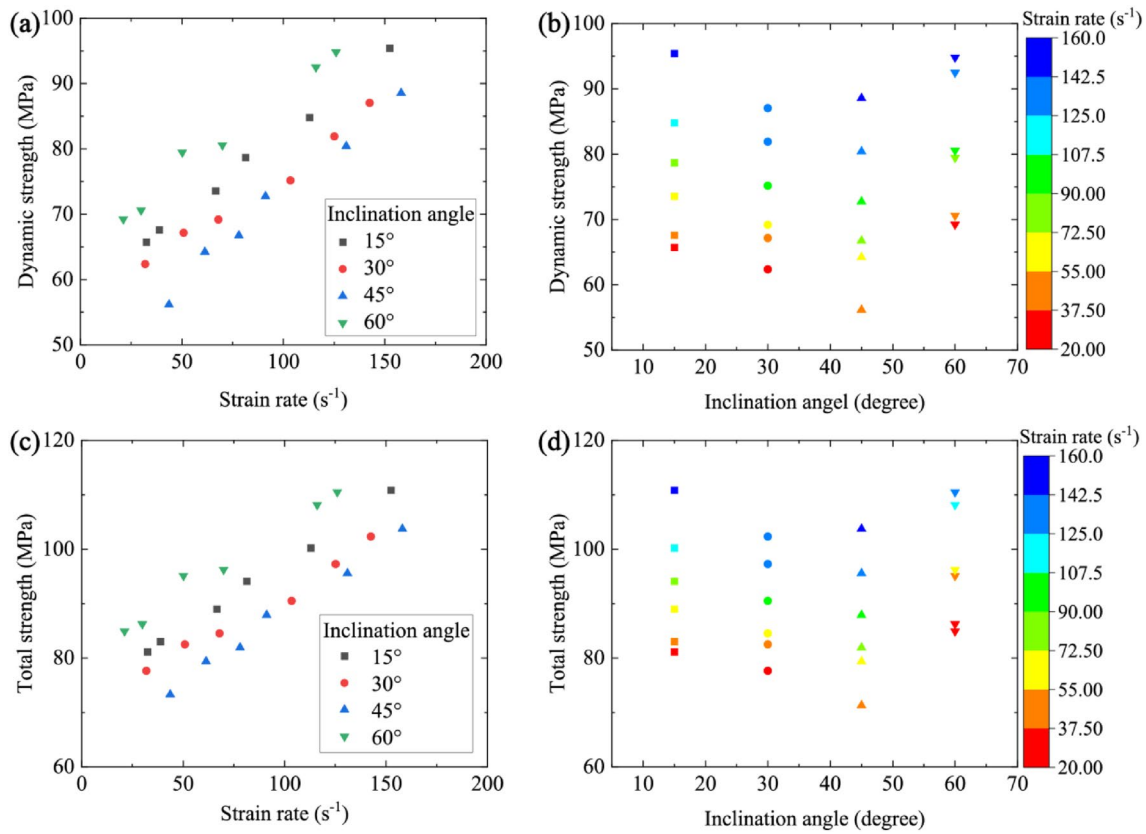 (a)
100
90
80
70
60
50
Dynamic strength (MPa)
0 50 100 150 200
Strain rate (s⁻¹)
Inclination angle
15°
30°
45°
60°
(b)
100
90
80
70
60
50
Dynamic strength (MPa)
10 20 30 40 50 60 70
Inclination angel (degree)
Strain rate (s⁻¹)
160.0
142.5
125.0
107.5
90.00
72.50
55.00
37.50
20.00
(c)
120
100
80
60
Total strength (MPa)
0 50 100 150 200
Strain rate (s⁻¹)
Inclination angle
15°
30°
45°
60°
(d)
120
100
80
60
Total strength (MPa)
10 20 30 40 50 60 70
Inclination angle (degree)
Strain rate (s⁻¹)
160.0
142.5
125.0
107.5
90.00
72.50
55.00
37.50
20.00